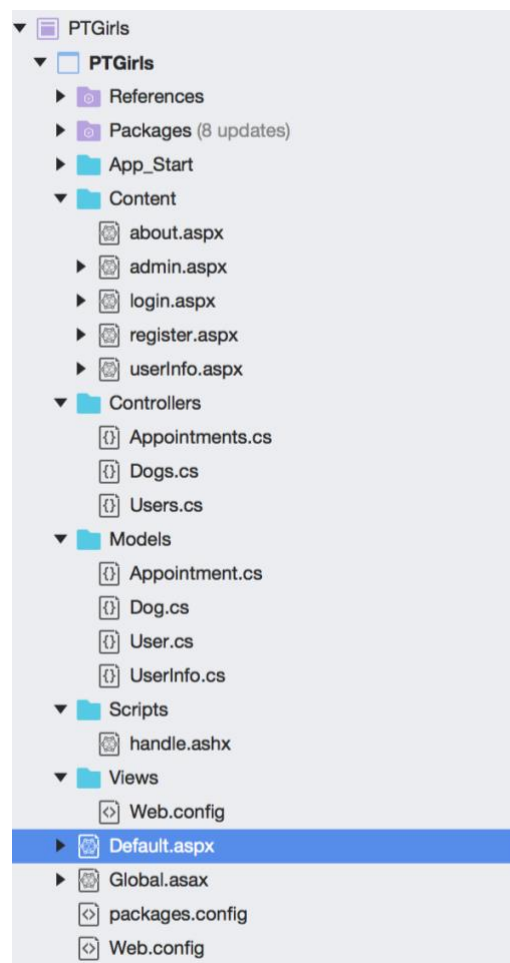 PTGirls
PTGirls
References
Packages (8 updates)
App_Start
Content
about.aspx
admin.aspx
login.aspx
register.aspx
userInfo.aspx
Controllers
Appointments.cs
Dogs.cs
Users.cs
Models
Appointment.cs
Dog.cs
User.cs
UserInfo.cs
Scripts
handle.ashx
Views
Web.config
Default.aspx
Global.asax
packages.config
Web.config